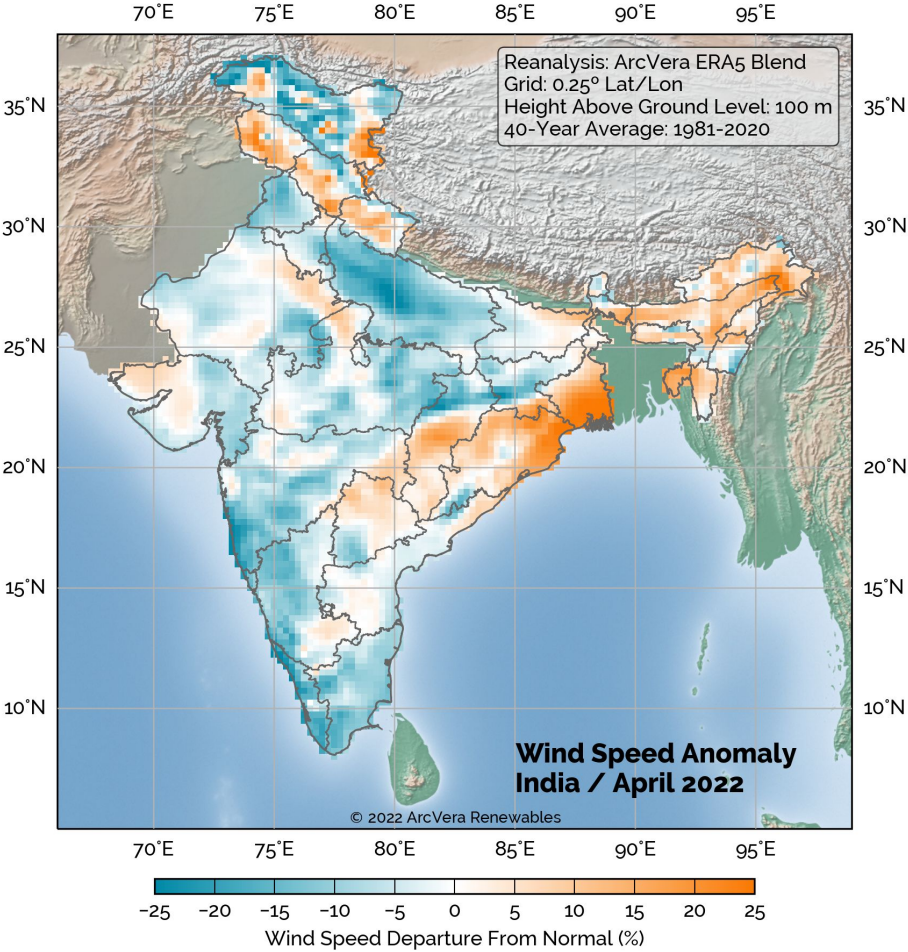 70°E 75°E 80°E 85°E 90°E 95°E
Reanalysis: ArcVera ERA5 Blend
Grid: 0.25º Lat/Lon
Height Above Ground Level: 100 m
40-Year Average: 1981-2020
35°N 35°N
30°N 30°N
25°N 25°N
20°N 20°N
15°N 15°N
10°N 10°N
Wind Speed Anomaly
India / April 2022
© 2022 ArcVera Renewables
70°E 75°E 80°E 85°E 90°E 95°E
−25 −20 −15 −10 −5 0 5 10 15 20 25
Wind Speed Departure From Normal (%)